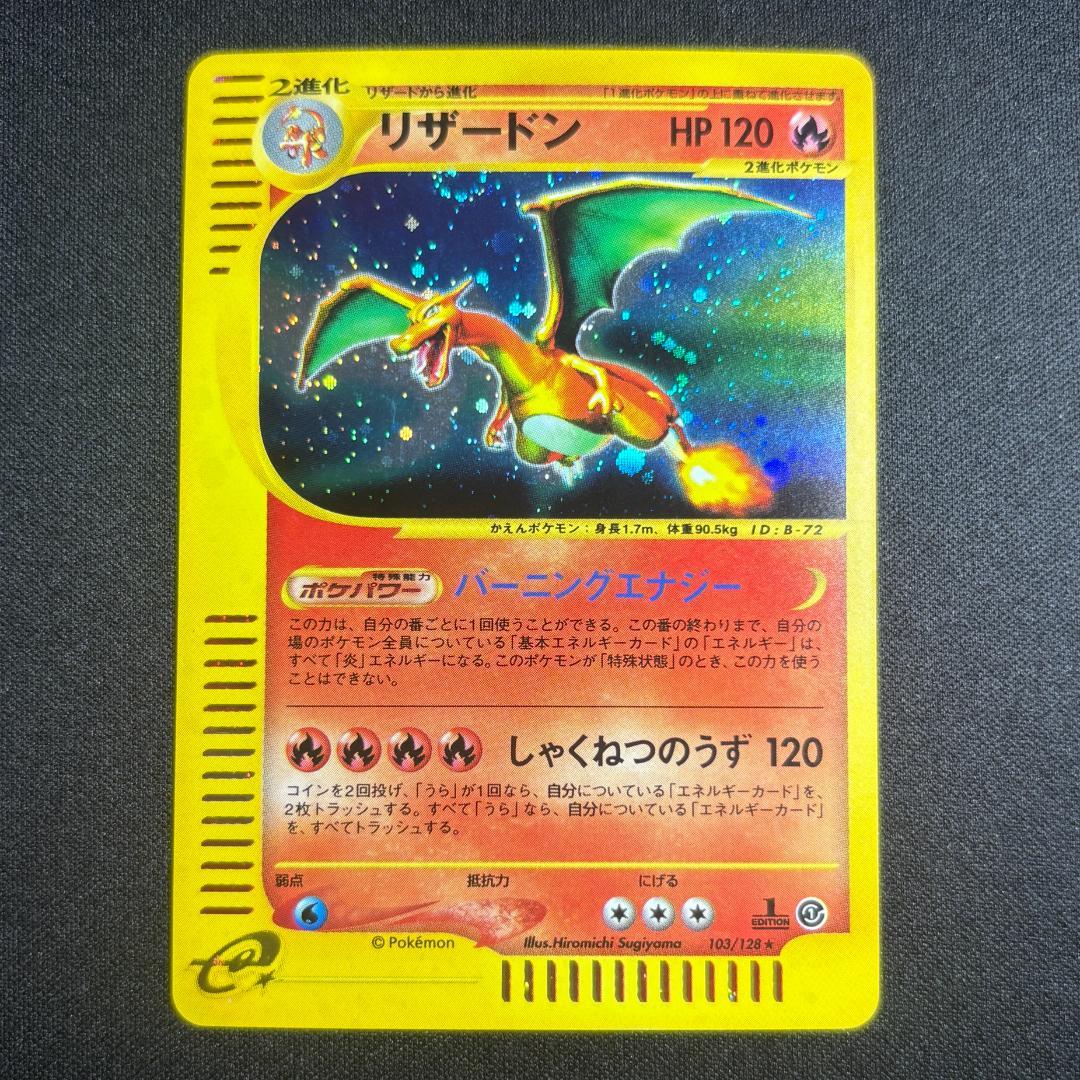 2進化
リザードから進化
「1進化ポケモン」の上に重ねて進化させます
リザードン HP 120
2進化ポケモン
かえんポケモン：身長1.7m、体重90.5kg ID：B-72
特殊能力
ポケパワー バーニングエナジー
この力は、自分の番ごとに1回使うことができる。この番の終わりまで、自分の
場のポケモン全員についている「基本エネルギーカード」の「エネルギー」は、
すべて「炎」エネルギーになる。このポケモンが「特殊状態」のとき、この力を使う
ことはできない。
しゃくねつのうず 120
コインを2回投げ、「うら」が1回なら、自分についている「エネルギーカード」を、
2枚トラッシュする。すべて「うら」なら、自分についている「エネルギーカード」
を、すべてトラッシュする。
弱点 抵抗力 にげる
1
EDITION
© Pokémon Illus.Hiromichi Sugiyama 103/128 ★
e